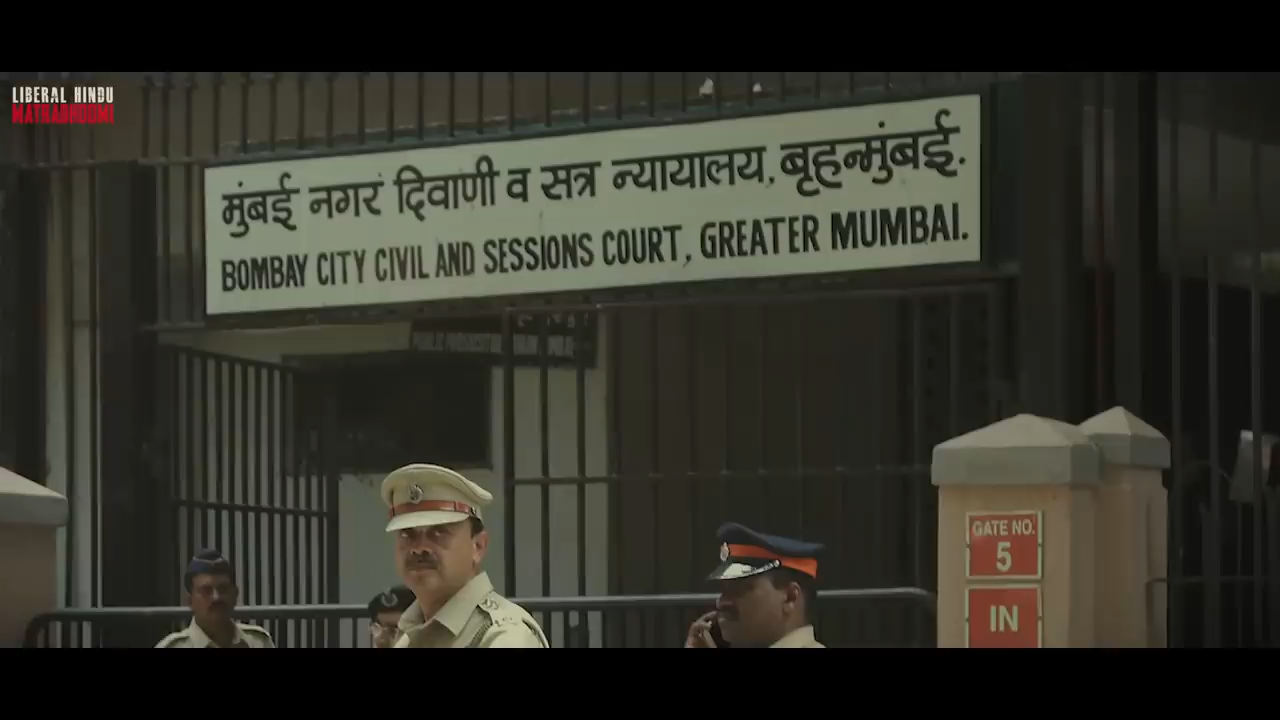 LIBERAL HINDU
MATRABHOOMI
मुंबई नगर दिवाणी व सत्र न्यायालय, बृहन्मुंबई.
BOMBAY CITY CIVIL AND SESSIONS COURT, GREATER MUMBAI.
GATE NO.
5
IN